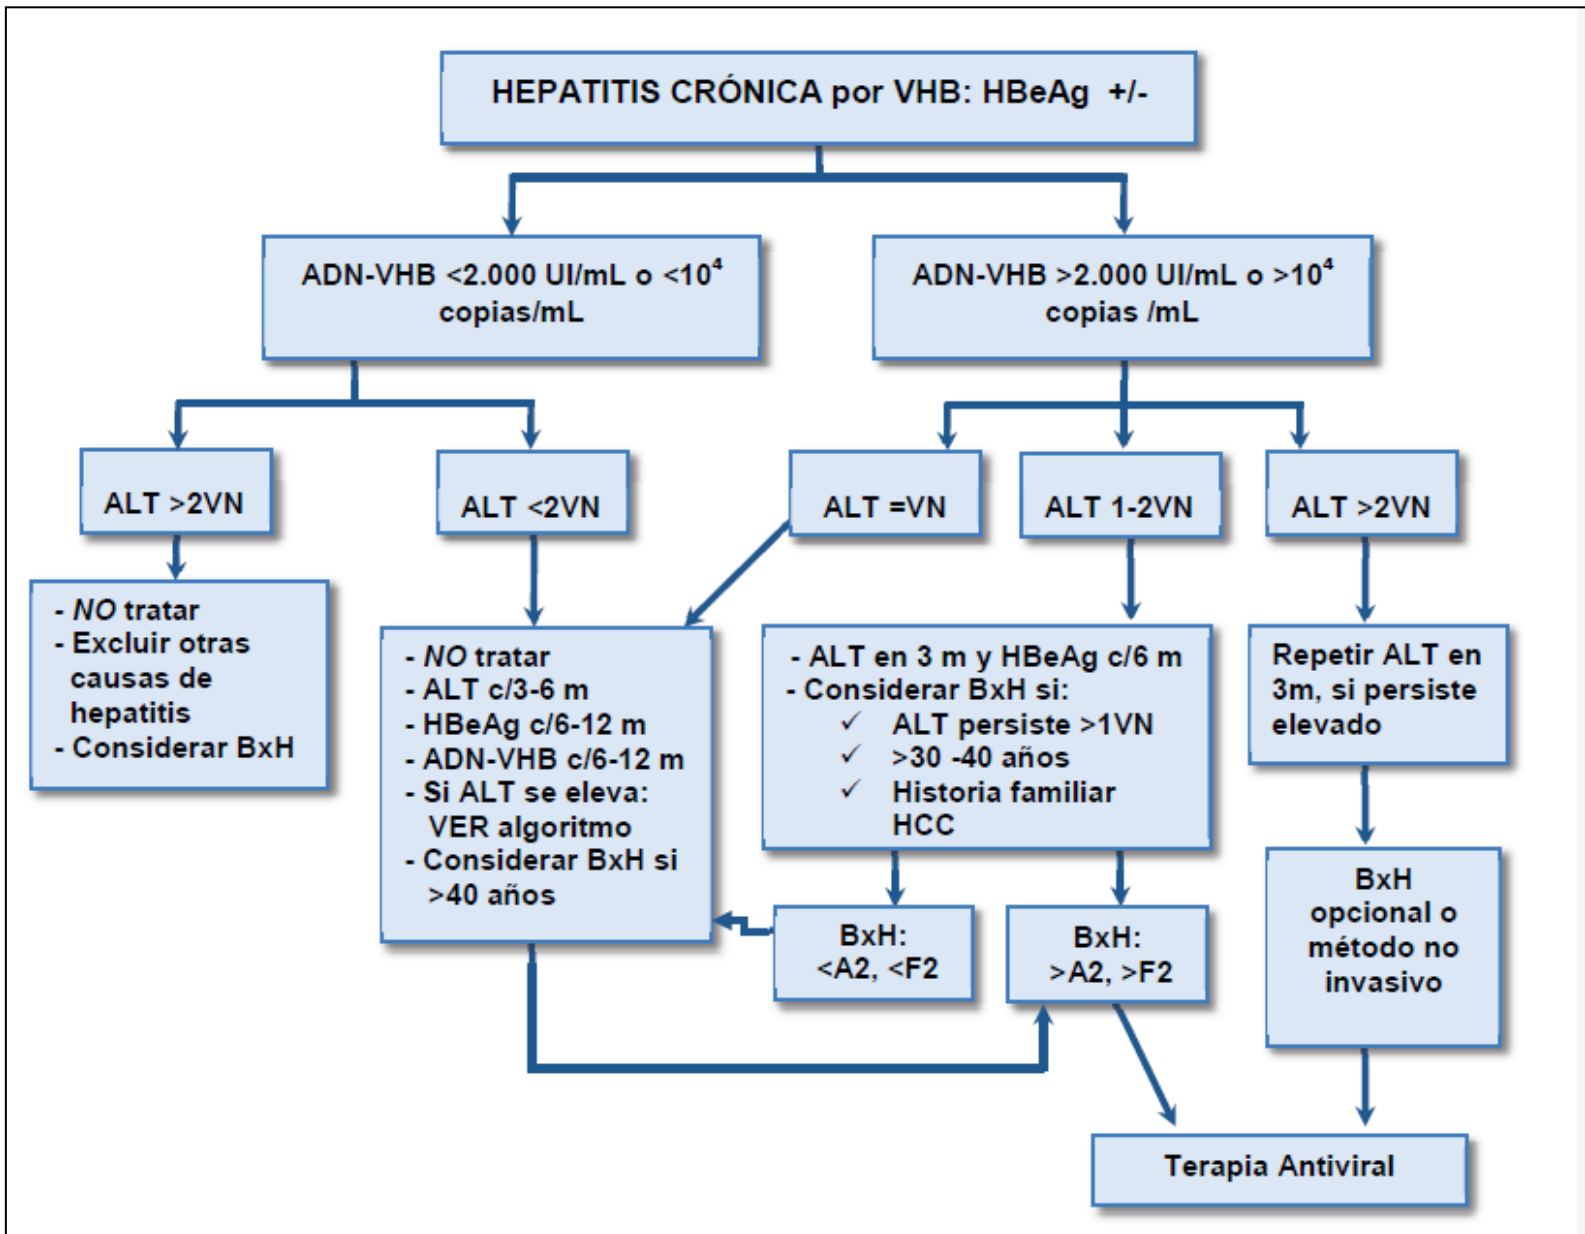 HEPATITIS CRÓNICA por VHB: HBeAg +/-
ADN-VHB <2.000 UI/mL o <10⁴
copias/mL
ADN-VHB >2.000 UI/mL o >10⁴
copias /mL
ALT >2VN
ALT <2VN
ALT =VN
ALT 1-2VN
ALT >2VN
- NO tratar
- Excluir otras
causas de
hepatitis
- Considerar BxH
- NO tratar
- ALT c/3-6 m
- HBeAg c/6-12 m
- ADN-VHB c/6-12 m
- Si ALT se eleva:
VER algoritmo
- Considerar BxH si
>40 años
- ALT en 3 m y HBeAg c/6 m
- Considerar BxH si:
✓ ALT persiste >1VN
✓ >30 -40 años
✓ Historia familiar
HCC
Repetir ALT en
3m, si persiste
elevado
BxH:
<A2, <F2
BxH:
>A2, >F2
BxH
opcional o
método no
invasivo
Terapia Antiviral